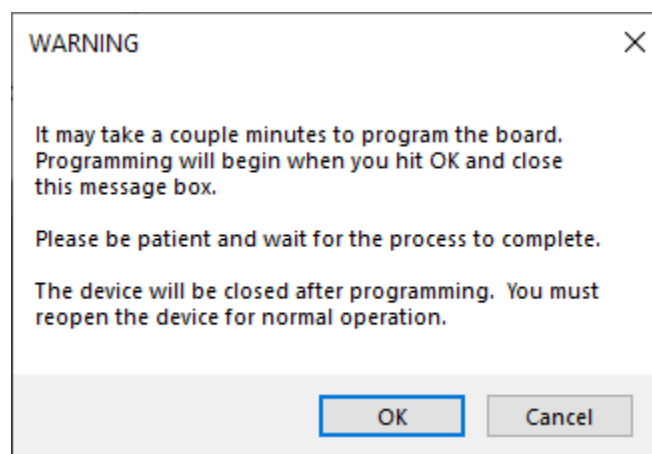 WARNING
It may take a couple minutes to program the board.
Programming will begin when you hit OK and close
this message box.
Please be patient and wait for the process to complete.
The device will be closed after programming.  You must
reopen the device for normal operation.
OK
Cancel